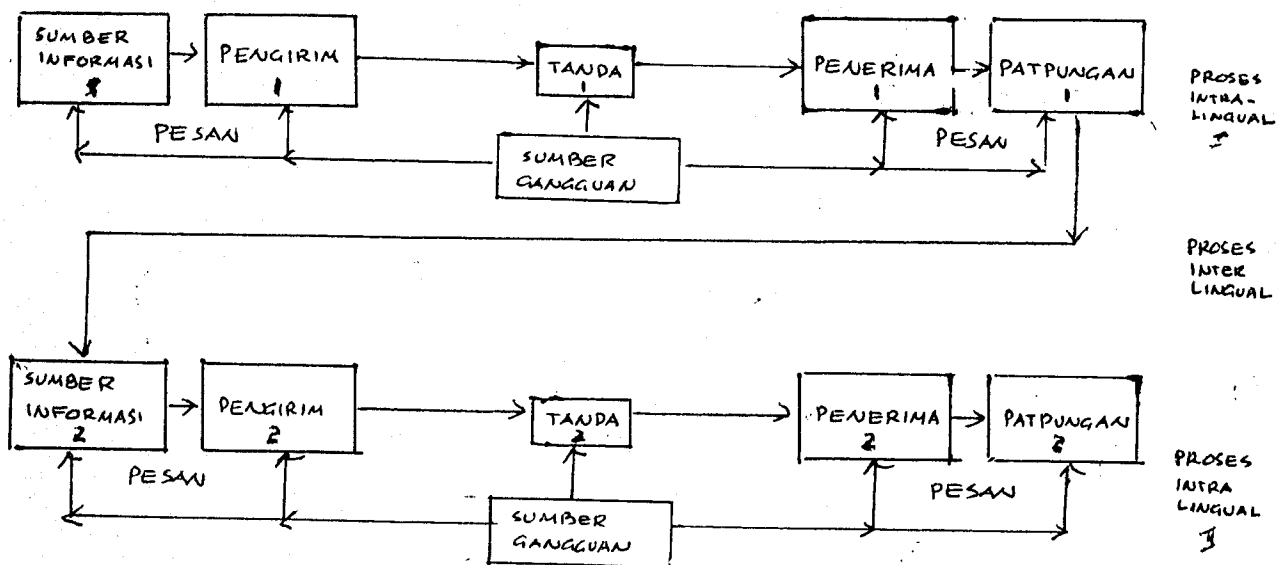 SUMBER
INFORMASI
1
PENGIRIM
1
TANDA
1
PENERIMA
1
PATPUNGAN
1
PROSES
INTRA-
LINGUAL
I
PESAN
SUMBER
GANGGUAN
PESAN
PROSES
INTER
LINGUAL
SUMBER
INFORMASI
2
PENGIRIM
2
TANDA
2
PENERIMA
2
PATPUNGAN
2
PESAN
SUMBER
GANGGUAN
PESAN
PROSES
INTRA
LINGUAL
II